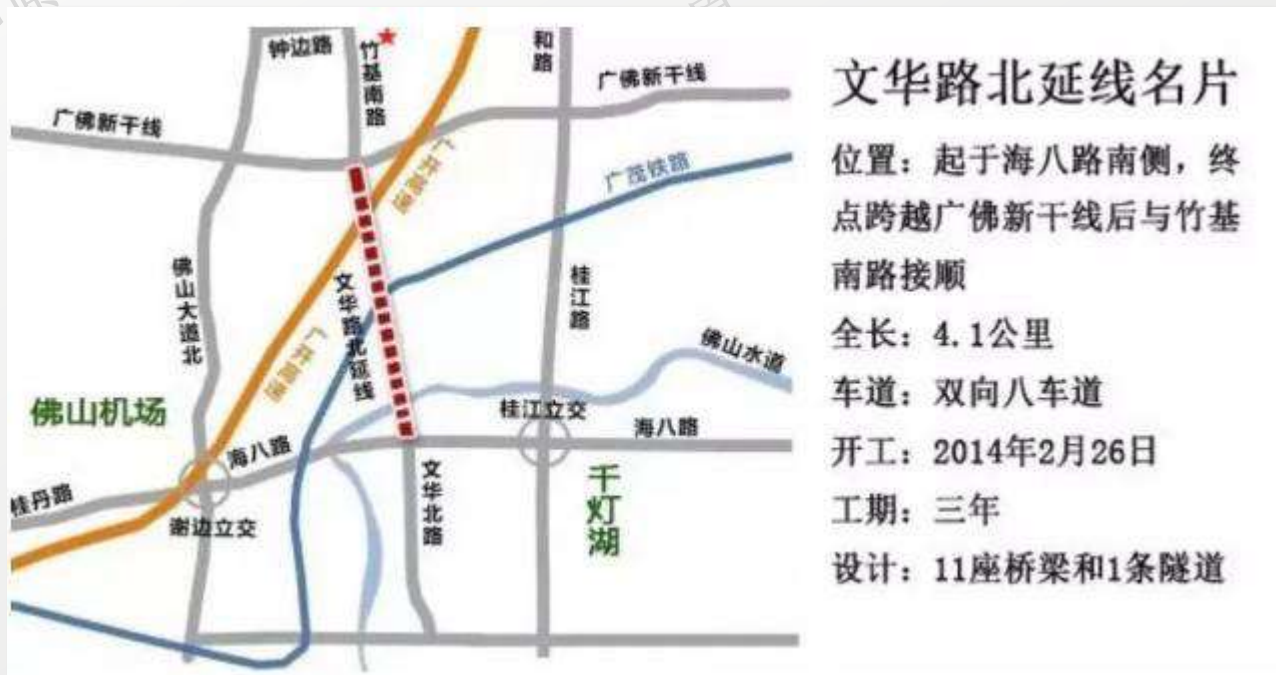 钟边路
竹基南路
和路
广佛新干线
广佛新干线
广开高速
广茂铁路
佛山大道北
文华路北延线
桂江路
广开高速
佛山水道
佛山机场
桂江立交
海八路
海八路
桂丹路
谢边立交
文华北路
千灯湖
文华路北延线名片
位置：起于海八路南侧，终
点跨越广佛新干线后与竹基
南路接顺
全长：4.1公里
车道：双向八车道
开工：2014年2月26日
工期：三年
设计：11座桥梁和1条隧道